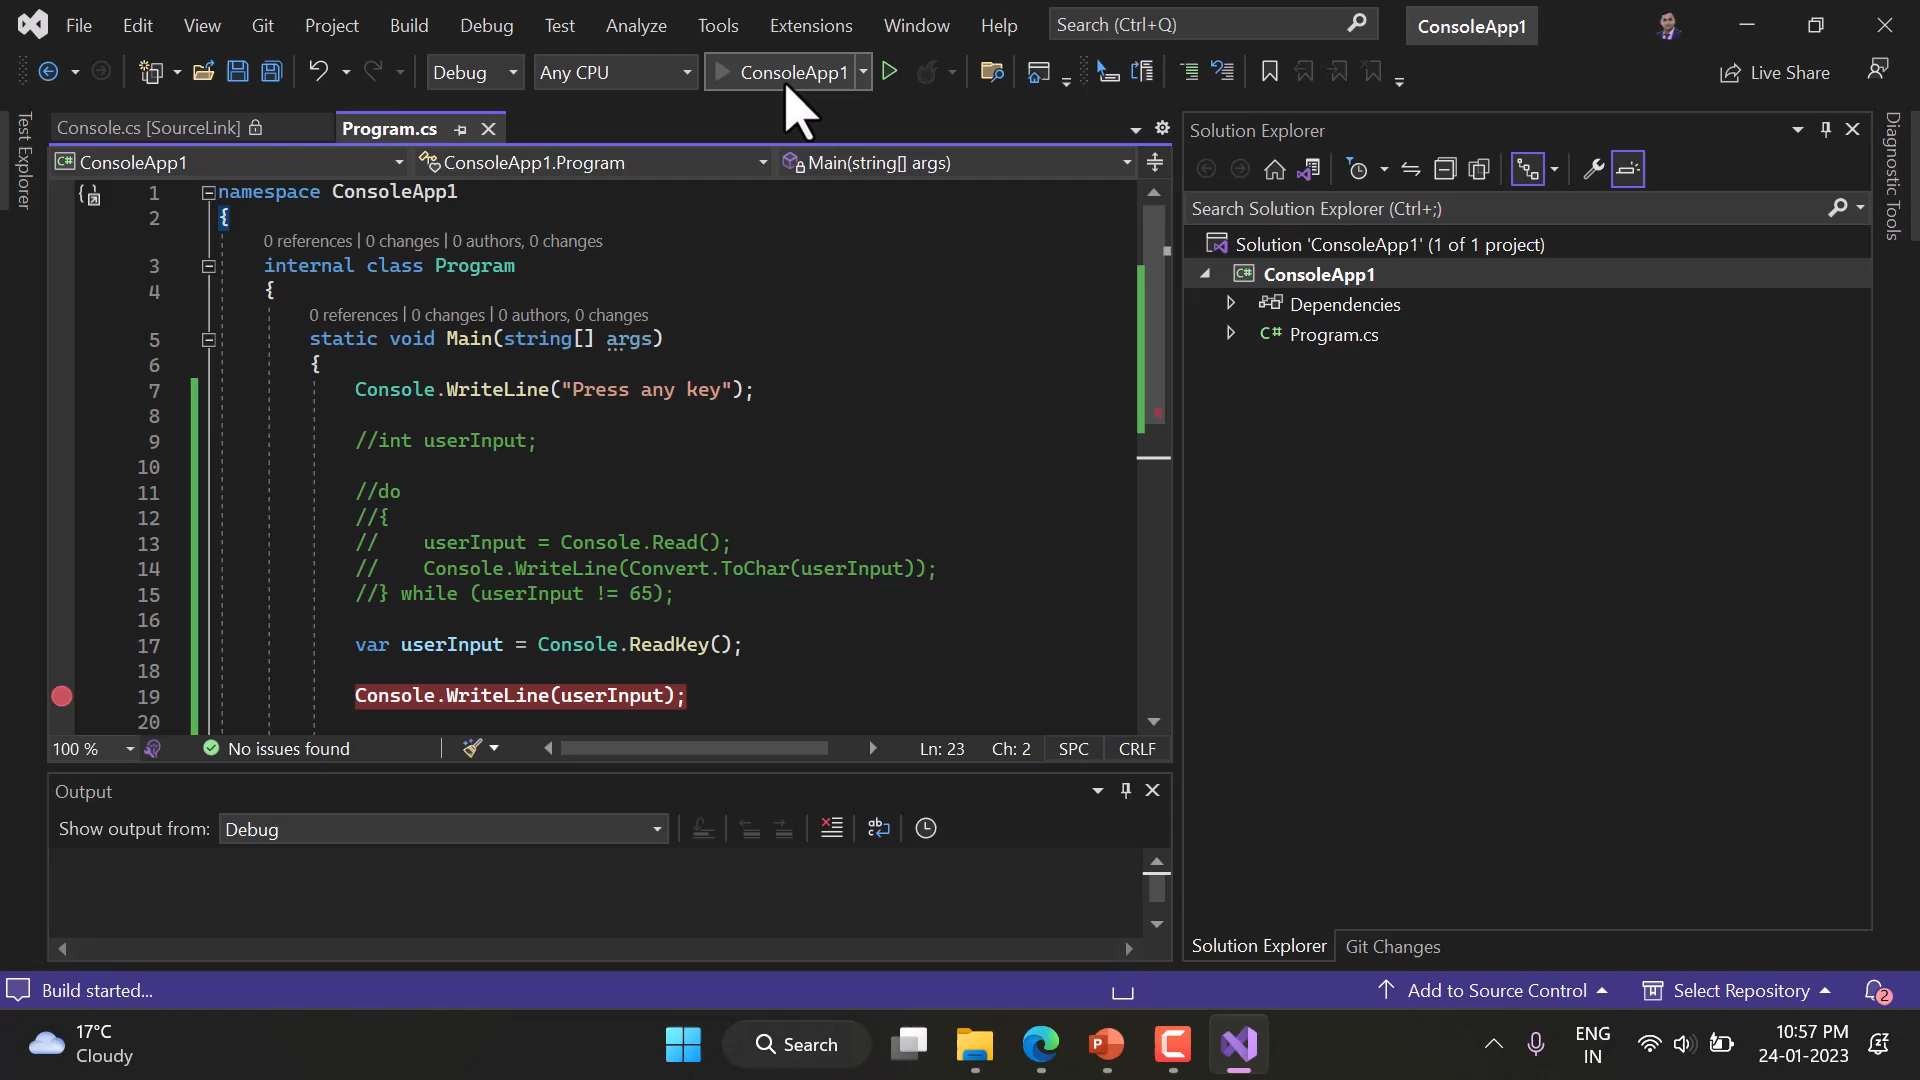 File Edit View Git Project Build Debug Test Analyze Tools Extensions Window Help Search (Ctrl+Q) ConsoleApp1
Debug Any CPU ConsoleApp1 Live Share
Test Explorer
Console.cs [SourceLink] Program.cs
ConsoleApp1 ConsoleApp1.Program Main(string[] args)
1 namespace ConsoleApp1
2 {
0 references | 0 changes | 0 authors, 0 changes
3 internal class Program
4 {
0 references | 0 changes | 0 authors, 0 changes
5 static void Main(string[] args)
6 {
7 Console.WriteLine("Press any key");
8
9 //int userInput;
10
11 //do
12 //{
13 // userInput = Console.Read();
14 // Console.WriteLine(Convert.ToChar(userInput));
15 //} while (userInput != 65);
16
17 var userInput = Console.ReadKey();
18
19 Console.WriteLine(userInput);
20
100 % No issues found Ln: 23 Ch: 2 SPC CRLF
Output
Show output from: Debug
Solution Explorer
Search Solution Explorer (Ctrl+;)
Solution 'ConsoleApp1' (1 of 1 project)
C# ConsoleApp1
Dependencies
C# Program.cs
Solution Explorer Git Changes
Diagnostic Tools
Build started... Add to Source Control Select Repository 2
17°C
Cloudy
Search
ENG
IN
10:57 PM
24-01-2023